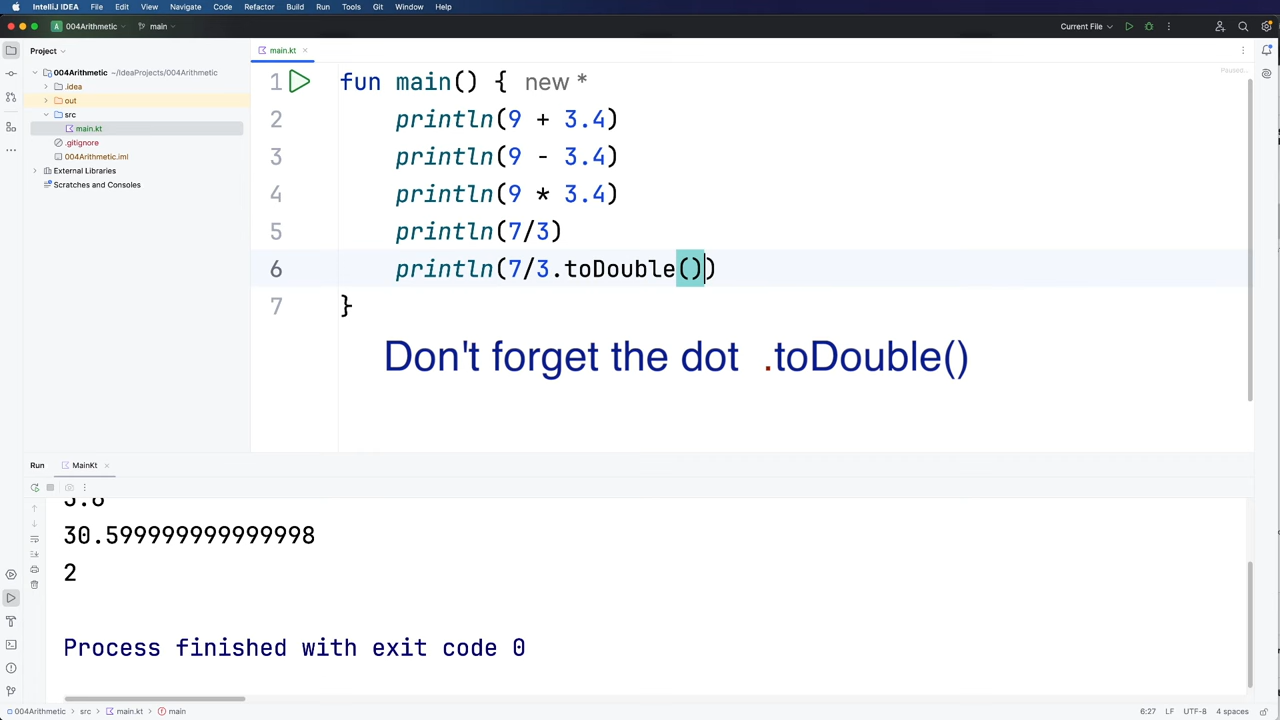 IntelliJ IDEA File Edit View Navigate Code Refactor Build Run Tools Git Window Help
004Arithmetic main Current File
Project
main.kt
Paused...
004Arithmetic ~/IdeaProjects/004Arithmetic
.idea
out
src
main.kt
.gitignore
004Arithmetic.iml
External Libraries
Scratches and Consoles
1 fun main() { new *
2 println(9 + 3.4)
3 println(9 - 3.4)
4 println(9 * 3.4)
5 println(7/3)
6 println(7/3.toDouble())
7 }
Don't forget the dot .toDouble()
Run MainKt
5.6
30.599999999999998
2
Process finished with exit code 0
004Arithmetic src main.kt main 6:27 LF UTF-8 4 spaces